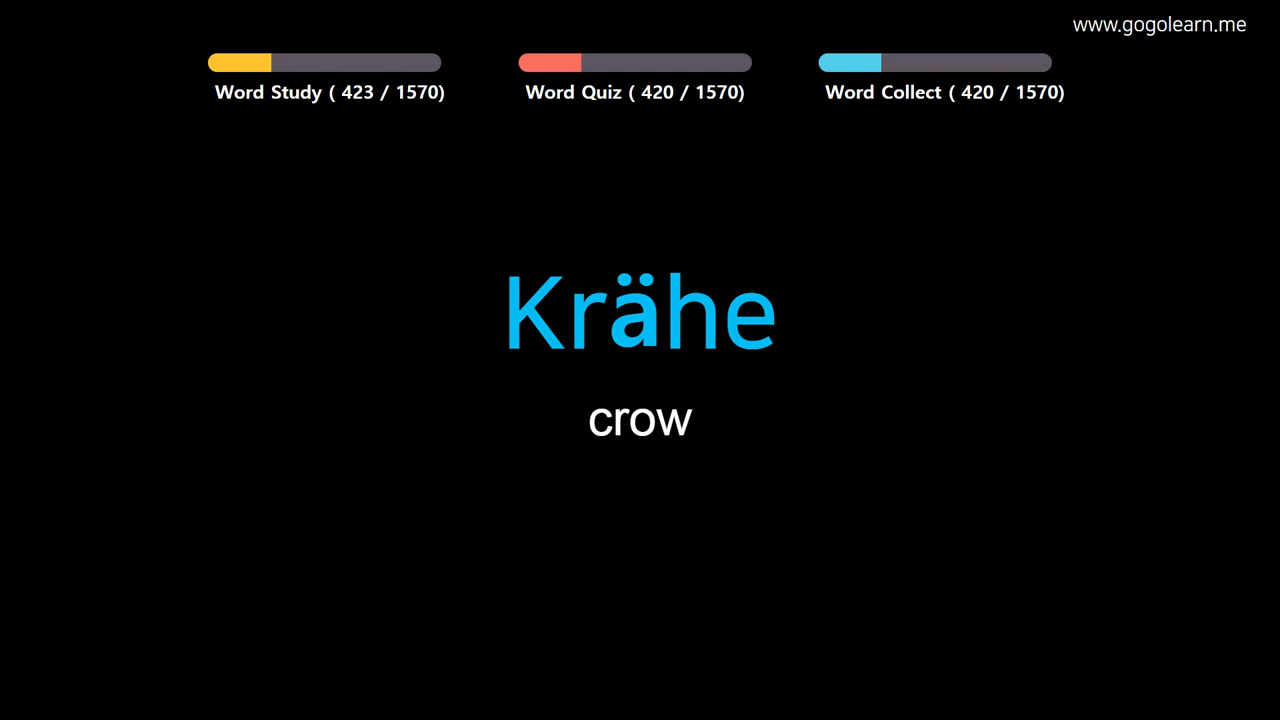 www.gogolearn.me
Word Study ( 423 / 1570)
Word Quiz ( 420 / 1570)
Word Collect ( 420 / 1570)
Krähe
crow